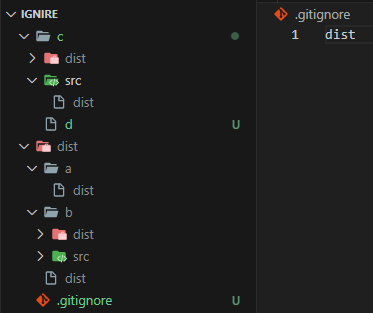 IGNIRE
c
dist
src
dist
d U
dist
a
dist
b
dist
src
dist
.gitignore U
.gitignore
1 dist